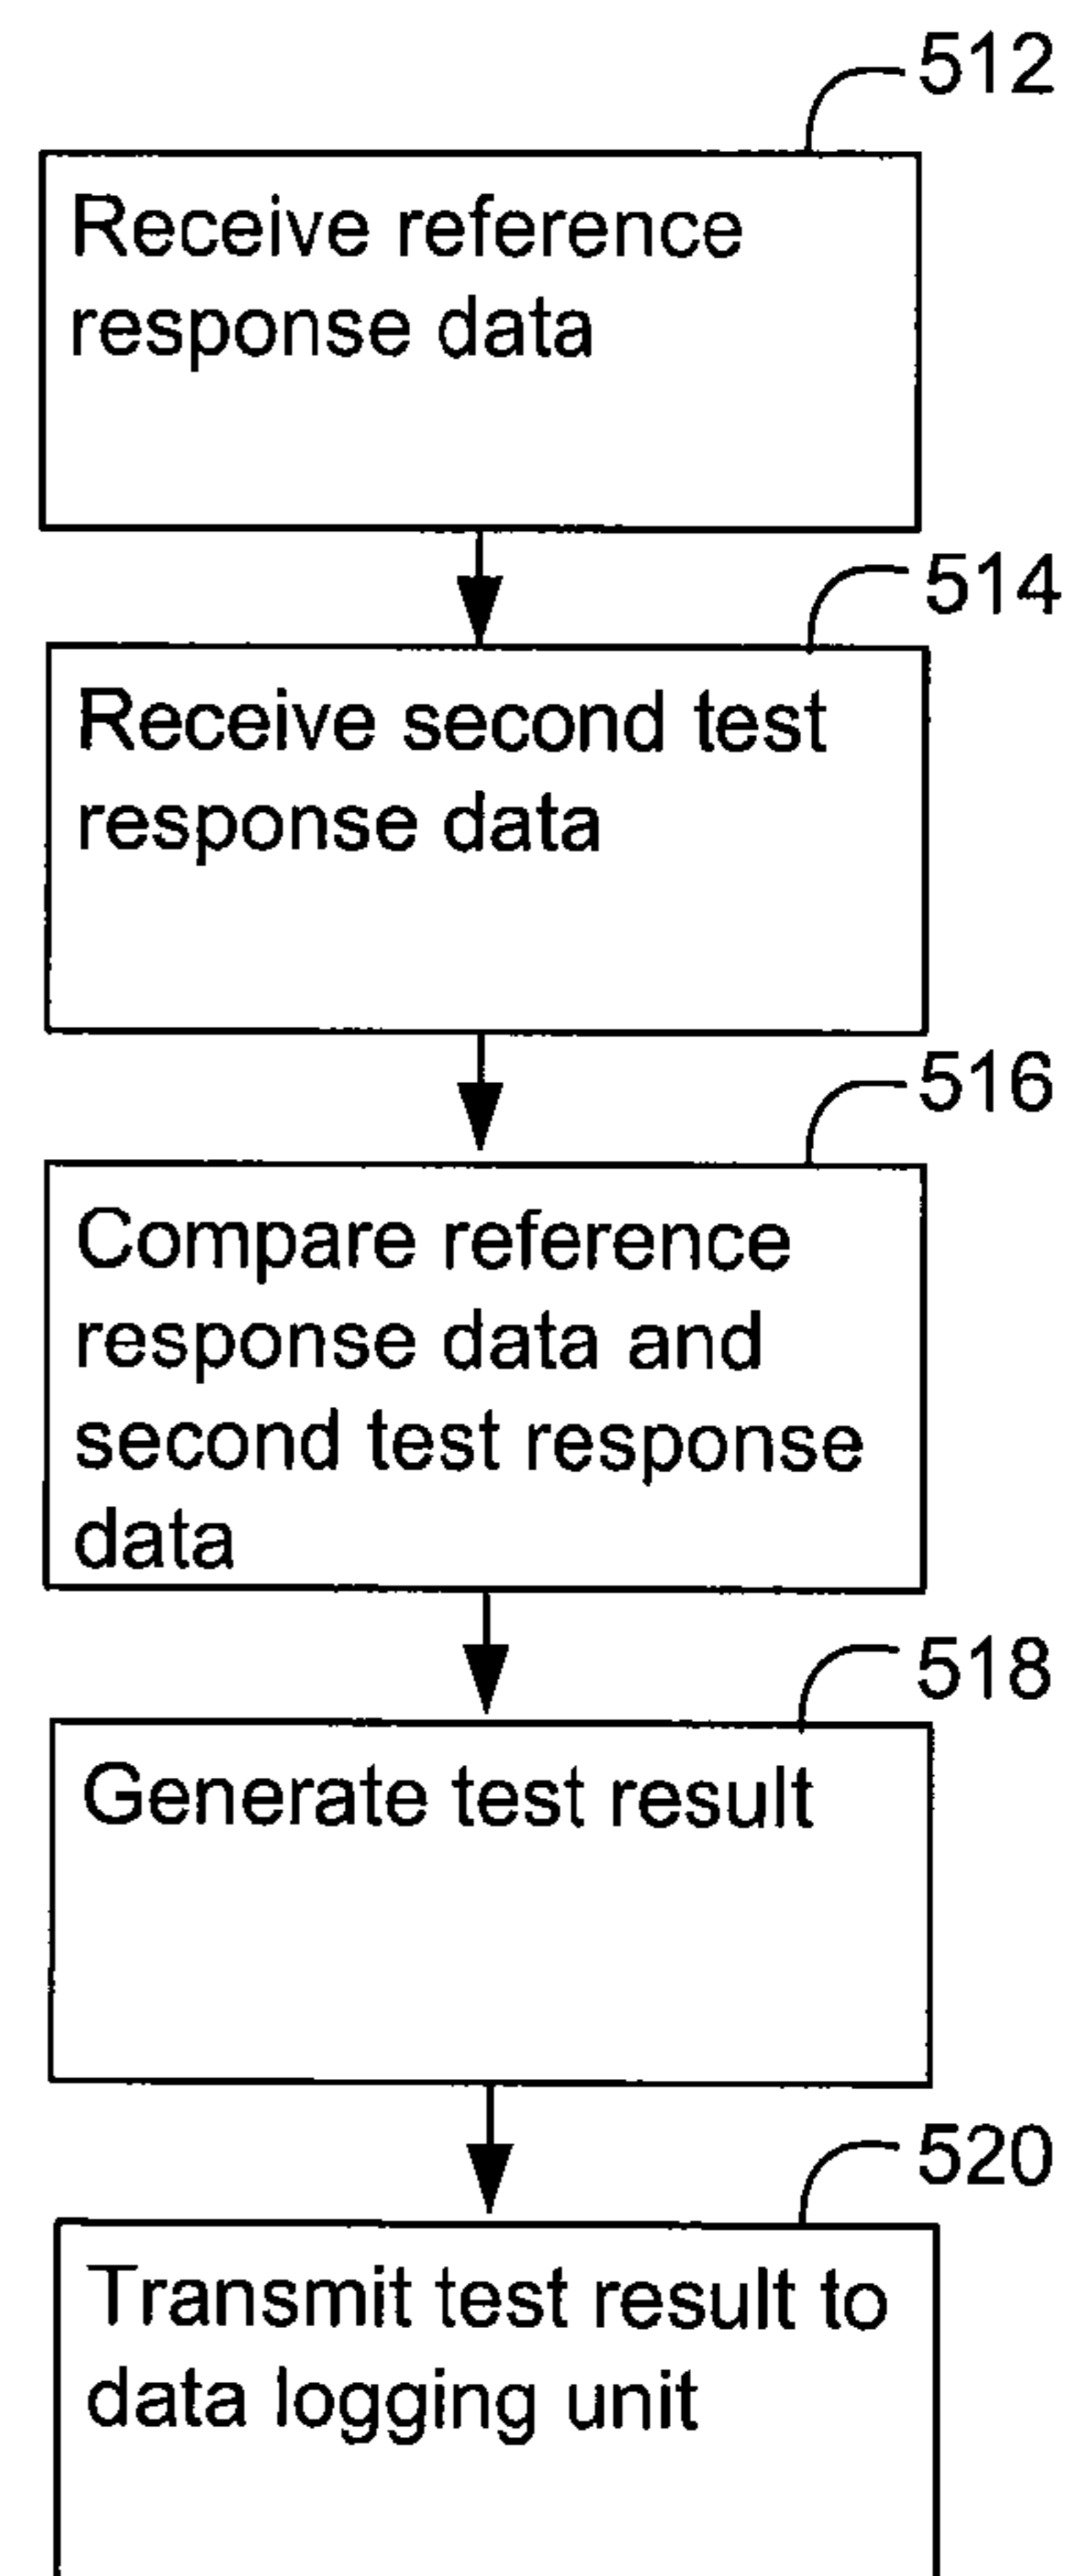 512
Receive reference
response data
514
Receive second test
response data
516
Compare reference
response data and
second test response
data
518
Generate test result
520
Transmit test result to
data logging unit